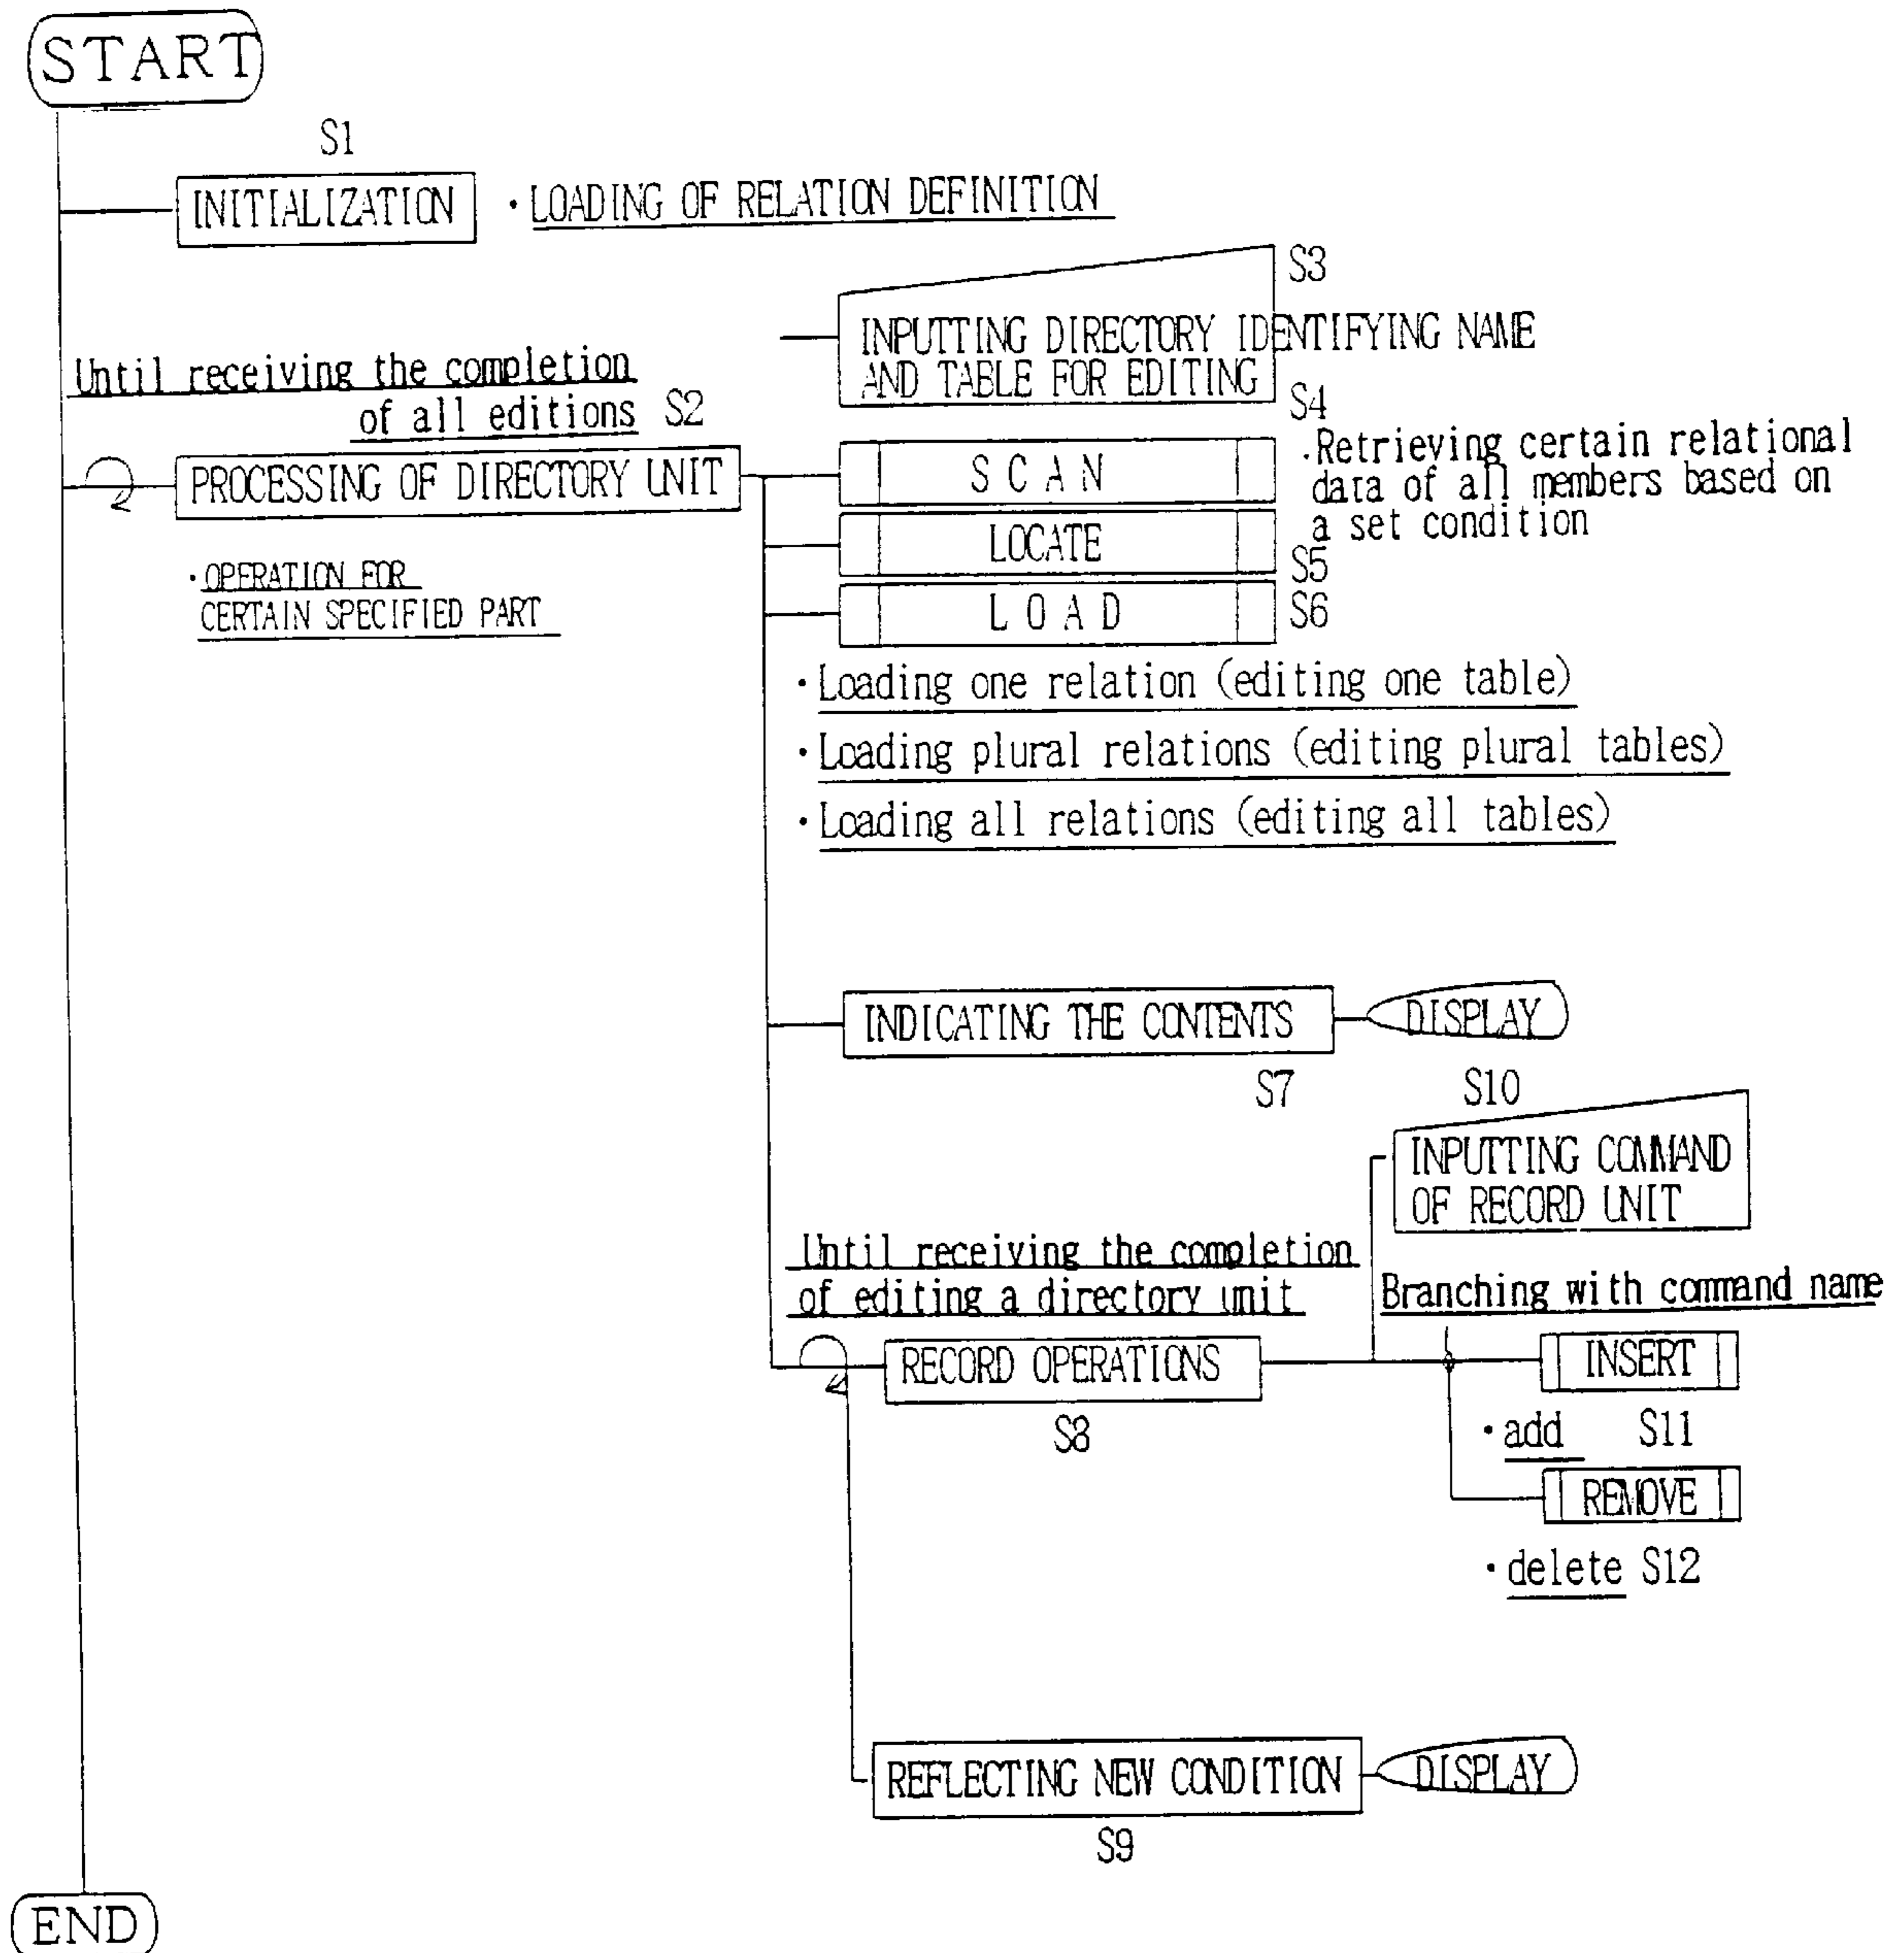 START
S1
INITIALIZATION
・LOADING OF RELATION DEFINITION
S3
INPUTTING DIRECTORY IDENTIFYING NAME
AND TABLE FOR EDITING
Until receiving the completion
of all editions
S2
PROCESSING OF DIRECTORY UNIT
・OPERATION FOR
CERTAIN SPECIFIED PART
S4
SCAN
・Retrieving certain relational
data of all members based on
a set condition
LOCATE
S5
LOAD
S6
・Loading one relation (editing one table)
・Loading plural relations (editing plural tables)
・Loading all relations (editing all tables)
INDICATING THE CONTENTS
DISPLAY
S7
S10
INPUTTING COMMAND
OF RECORD UNIT
Until receiving the completion
of editing a directory unit
Branching with command name
RECORD OPERATIONS
S8
INSERT
・add
S11
REMOVE
・delete
S12
REFLECTING NEW CONDITION
DISPLAY
S9
END